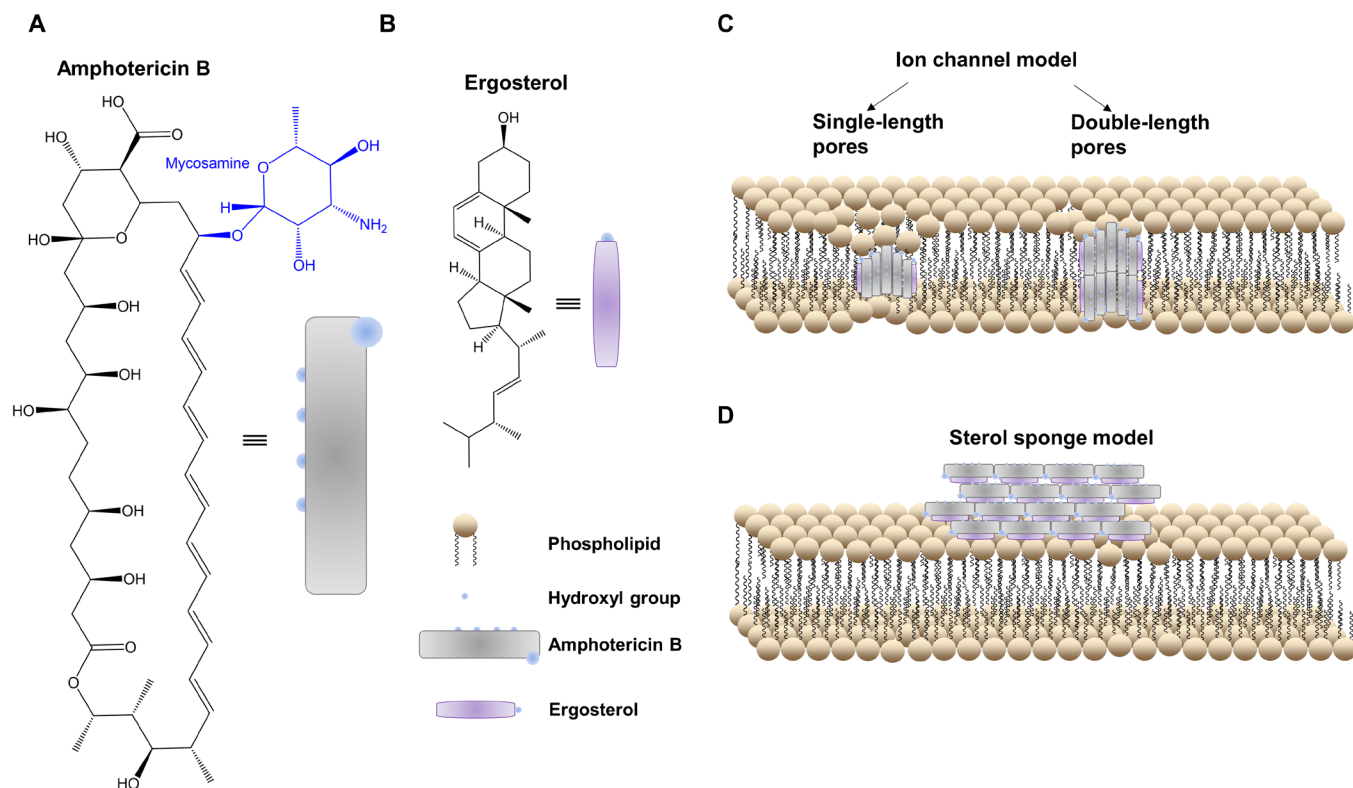 A
Amphotericin B
HO
O
HO
HO
O
Mycosamine
O
OH
H
O
NH2
OH
OH
OH
HO
OH
OH
O
O
HO
B
Ergosterol
OH
H
H
H
Phospholipid
Hydroxyl group
Amphotericin B
Ergosterol
C
Ion channel model
Single-length
pores
Double-length
pores
D
Sterol sponge model